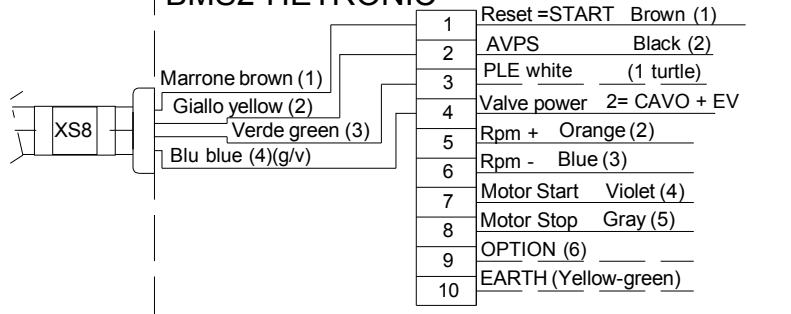 1 Reset =START Brown (1)
2 AVPS Black (2)
Marrone brown (1) 3 PLE white (1 turtle)
Giallo yellow (2) 4 Valve power 2= CAVO + EV
XS8 Verde green (3) 5 Rpm + Orange (2)
Blu blue (4)(g/v) 6 Rpm - Blue (3)
7 Motor Start Violet (4)
8 Motor Stop Gray (5)
9 OPTION (6)
10 EARTH (Yellow-green)